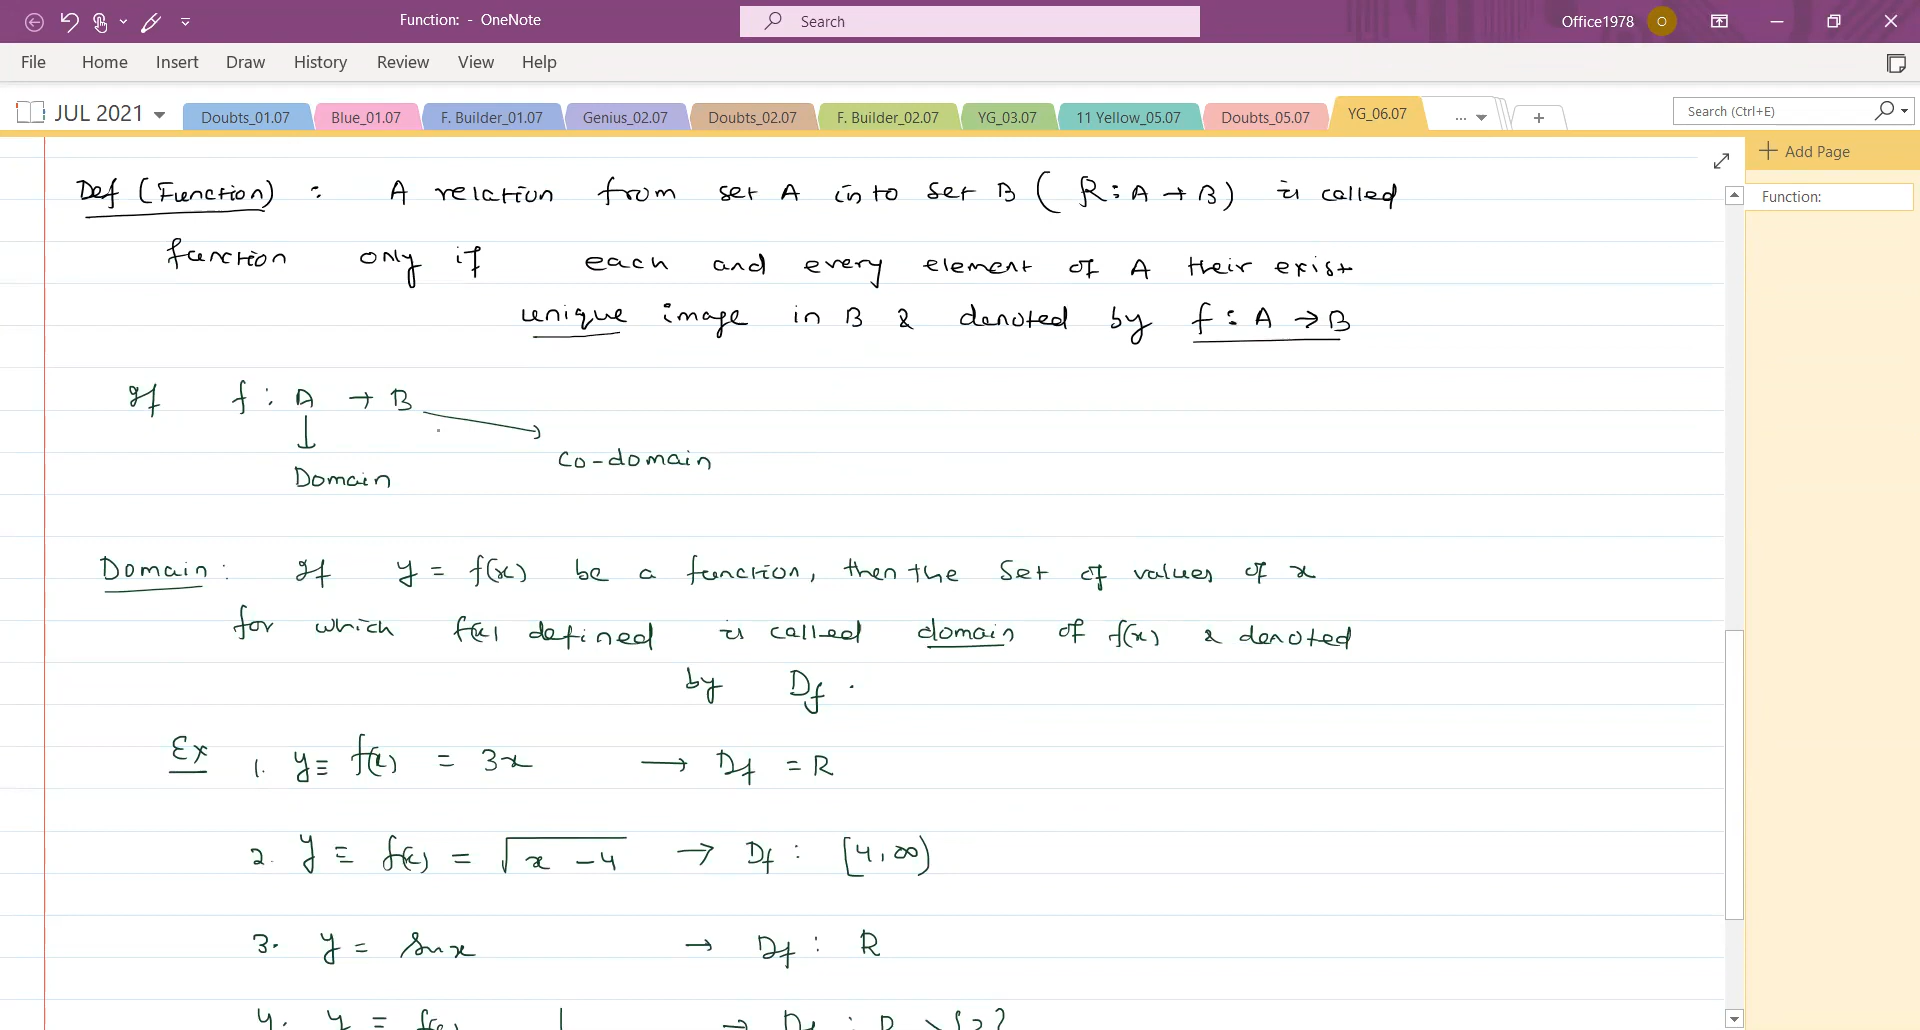 Function: - OneNote
Search
Office1978
O
File Home Insert Draw History Review View Help
JUL 2021
Doubts_01.07 Blue_01.07 F. Builder_01.07 Genius_02.07 Doubts_02.07 F. Builder_02.07 YG_03.07 11 Yellow_05.07 Doubts_05.07 YG_06.07 ... +
Search (Ctrl+E)
+ Add Page
Function:
Def (Function) : A relation from set A into set B ( R : A → B) is called
function only if each and every element of A their exist
unique image in B & denoted by f : A → B
If f : A → B
Co-domain
Domain
Domain : If y = f(x) be a function, then the Set of values of x
for which f(x) defined is called domain of f(x) & denoted
by Df .
Ex 1. y = f(x) = 3x → Df = R
2. y = f(x) = √x - 4 → Df : [4, ∞)
3. y = Sinx → Df : R
4. y = f(x) → Df : R